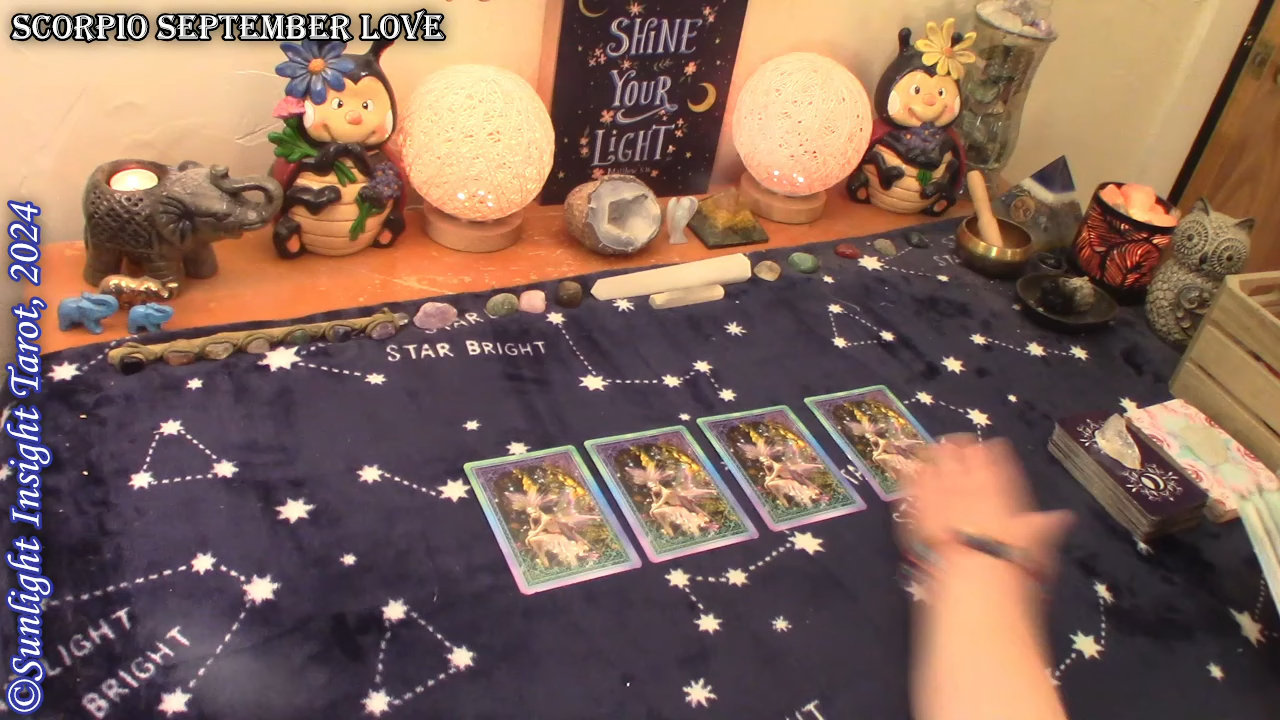 SCORPIO SEPTEMBER LOVE
SHINE
YOUR
LIGHT
©Sunlight Insight Tarot, 2024
STAR BRIGHT
LIGHT
BRIGHT